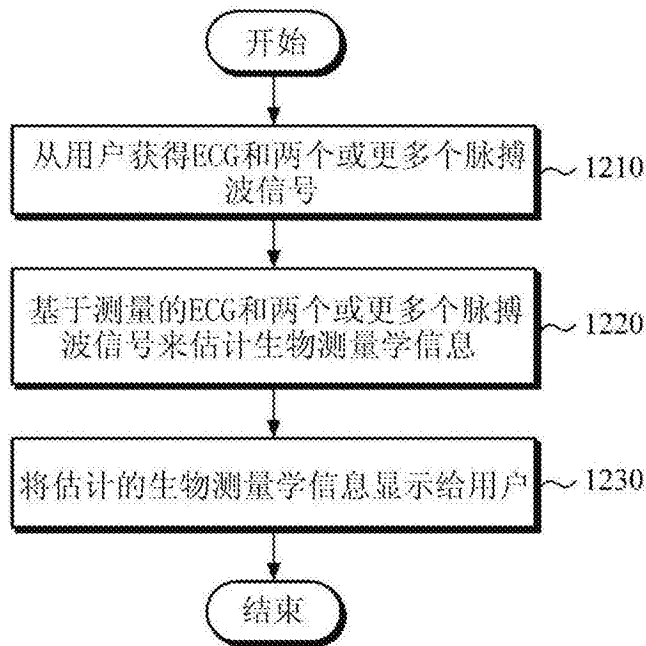 开始
从用户获得ECG和两个或更多个脉搏
波信号
1210
基于测量的ECG和两个或更多个脉搏
波信号来估计生物测量学信息
1220
将估计的生物测量学信息显示给用户
1230
结束